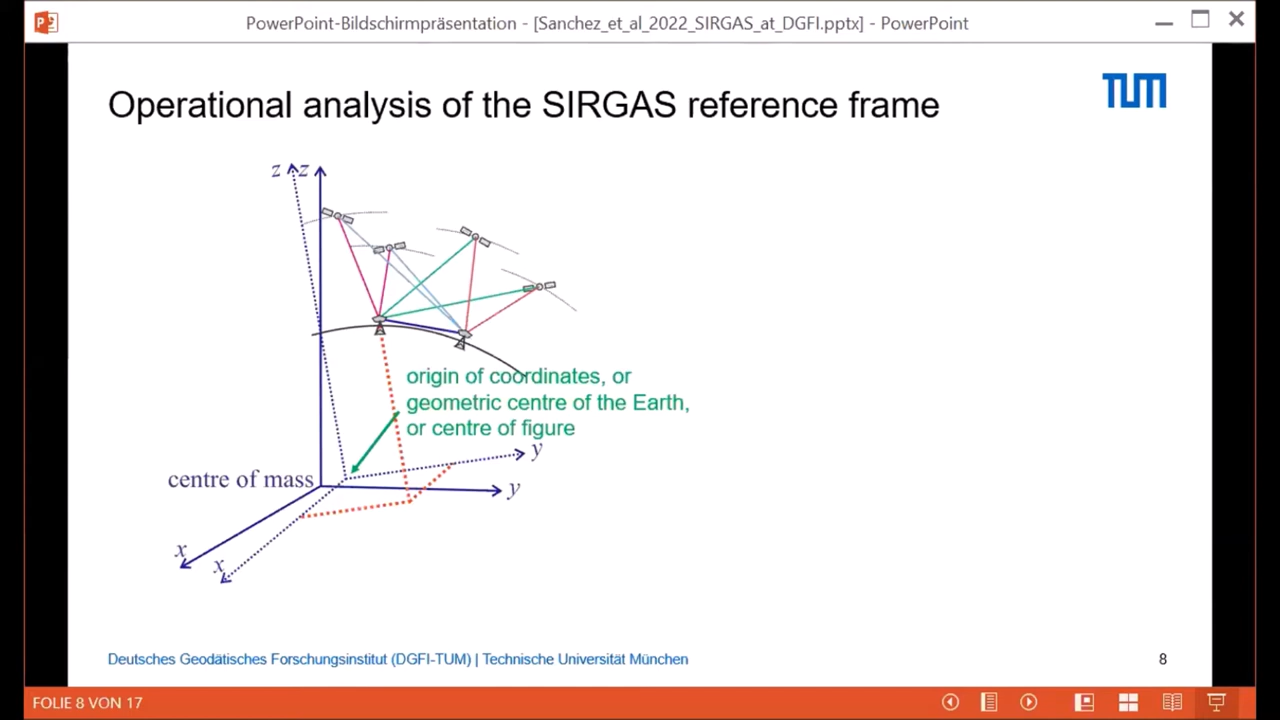 PowerPoint-Bildschirmpräsentation - [Sanchez_et_al_2022_SIRGAS_at_DGFI.pptx] - PowerPoint
Operational analysis of the SIRGAS reference frame
TUM
z z
origin of coordinates, or
geometric centre of the Earth,
or centre of figure
y
centre of mass
y
x
x
Deutsches Geodätisches Forschungsinstitut (DGFI-TUM) | Technische Universität München
8
FOLIE 8 VON 17